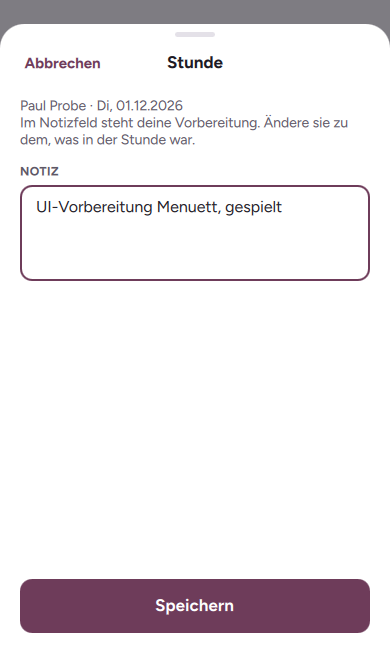 Abbrechen
Stunde
Paul Probe · Di, 01.12.2026
Im Notizfeld steht deine Vorbereitung. Ändere sie zu
dem, was in der Stunde war.
NOTIZ
UI-Vorbereitung Menuett, gespielt
Speichern